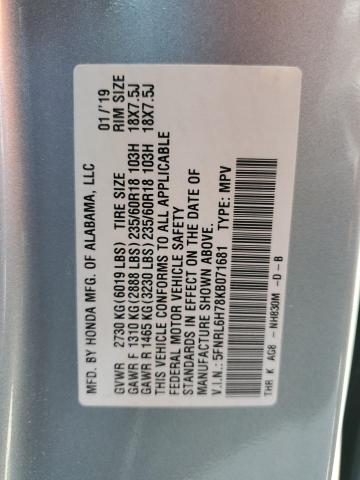 MFD. BY HONDA MFG. OF ALABAMA, LLC 01/'19
GVWR 2730 KG(6019 LBS) TIRE SIZE RIM SIZE
GAWR F 1310 KG(2888 LBS)235/60R18 103H 18X7.5J
GAWR R 1465 KG(3230 LBS)235/60R18 103H 18X7.5J
THIS VEHICLE CONFORMS TO ALL APPLICABLE
FEDERAL MOTOR VEHICLE SAFETY
STANDARDS IN EFFECT ON THE DATE OF
MANUFACTURE SHOWN ABOVE.
V.I.N.: 5FNRL6H78KB071681 TYPE: MPV
THR K AG8 - NH830M -D -B